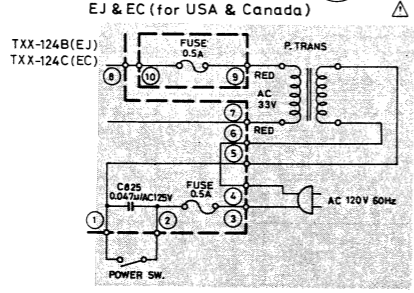 EJ & EC (for USA & Canada)
TXX-124B(EJ)
TXX-124C(EC)
FUSE
0.5A
P. TRANS
8
10
9
RED
AC
33V
7
6
RED
5
C825
0.047u/AC125V
FUSE
0.5A
4
AC 120V 60Hz
1
2
3
POWER SW.